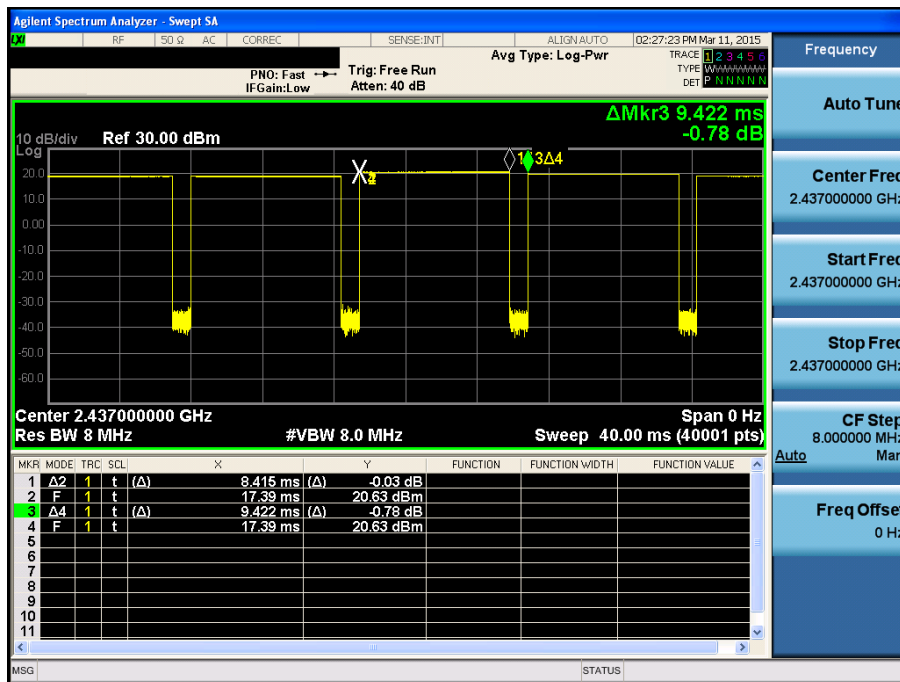 Agilent Spectrum Analyzer - Swept SA
LXI RF 50 Ω AC CORREC SENSE:INT ALIGNAUTO 02:27:23 PM Mar 11, 2015
PNO: Fast
IFGain:Low
Trig: Free Run
Atten: 40 dB
Avg Type: Log-Pwr
TRACE 1 2 3 4 5 6
TYPE WWWWWW
DET P N N N N N
ΔMkr3 9.422 ms
-0.78 dB
10 dB/div Ref 30.00 dBm
Log
20.0
10.0
0.00
-10.0
-20.0
-30.0
-40.0
-50.0
-60.0
X 3Δ4
Center 2.437000000 GHz Span 0 Hz
Res BW 8 MHz #VBW 8.0 MHz Sweep 40.00 ms (40001 pts)
MKR MODE TRC SCL X Y FUNCTION FUNCTION WIDTH FUNCTION VALUE
1 Δ2 1 t (Δ) 8.415 ms (Δ) -0.03 dB
2 F 1 t 17.39 ms 20.63 dBm
3 Δ4 1 t (Δ) 9.422 ms (Δ) -0.78 dB
4 F 1 t 17.39 ms 20.63 dBm
5
6
7
8
9
10
11
MSG STATUS
Frequency
Auto Tune
Center Freq
2.437000000 GHz
Start Freq
2.437000000 GHz
Stop Freq
2.437000000 GHz
CF Step
8.000000 MHz
Auto Man
Freq Offset
0 Hz